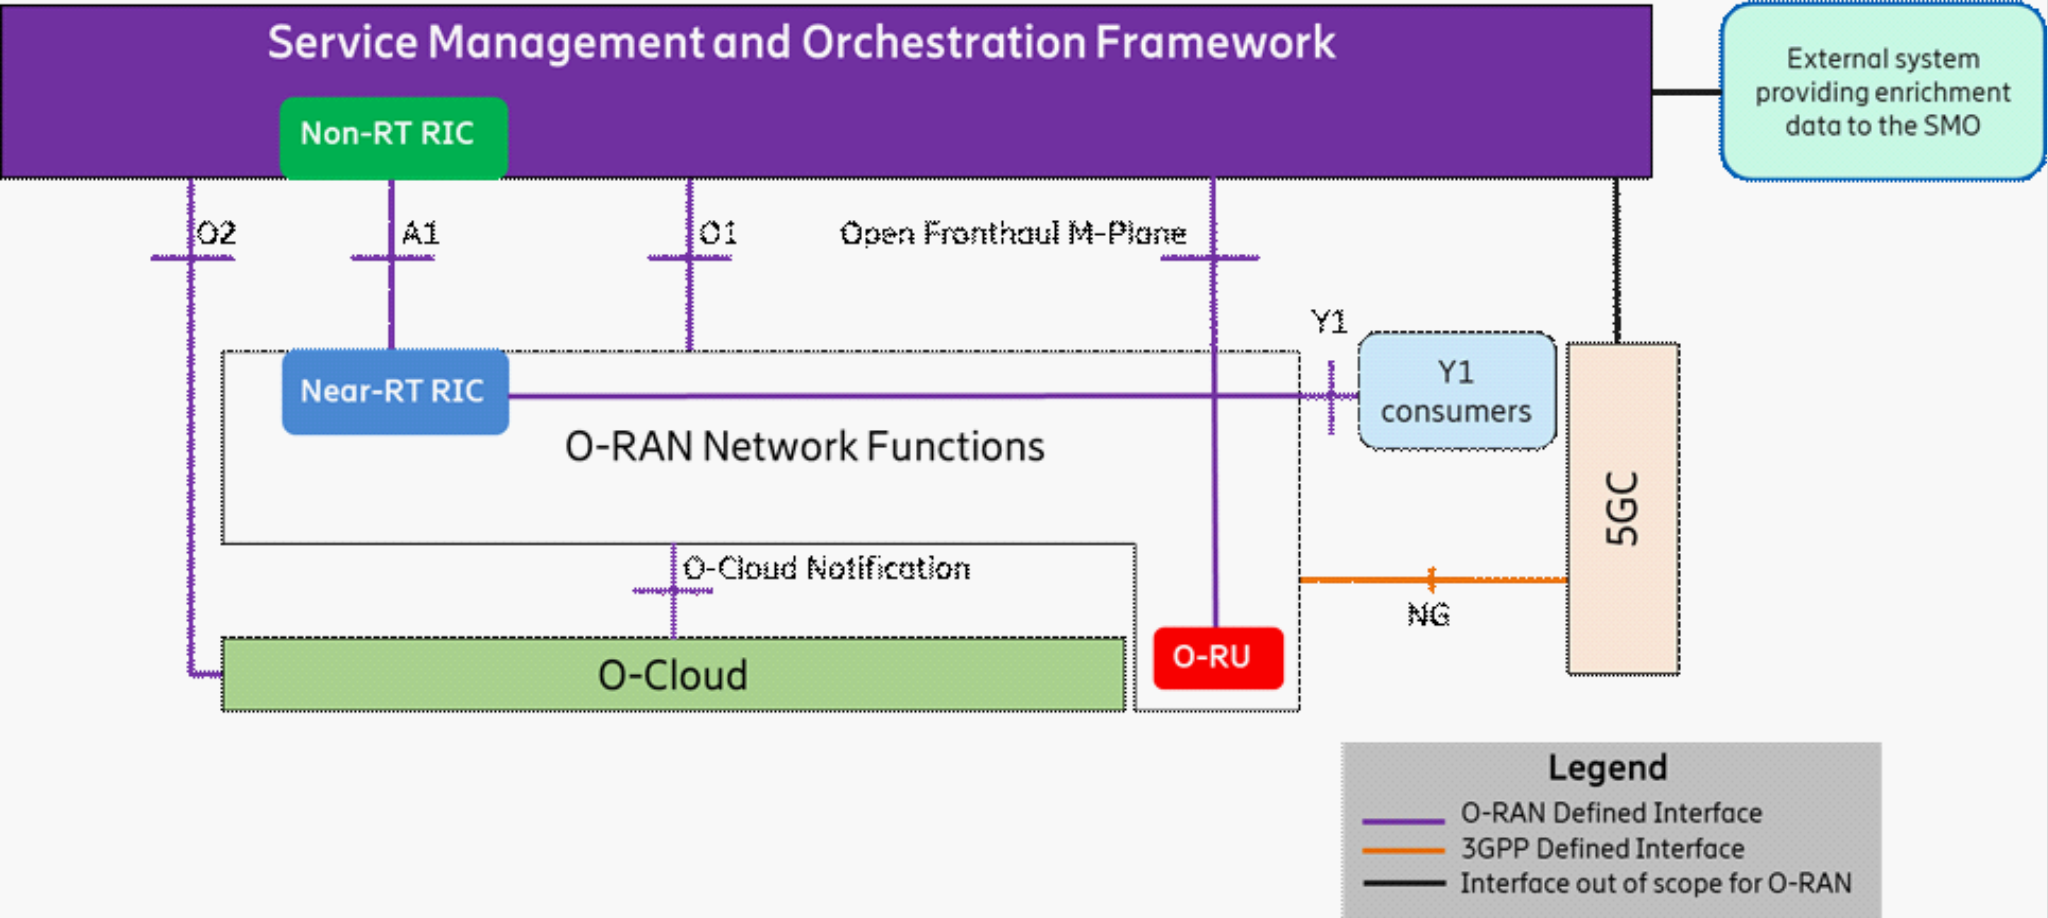 Service Management and Orchestration Framework
External system
providing enrichment
data to the SMO
Non-RT RIC
O2
A1
O1
Open Fronthaul M-Plane
Y1
Near-RT RIC
Y1
consumers
O-RAN Network Functions
5GC
O-Cloud Notification
NG
O-Cloud
O-RU
Legend
O-RAN Defined Interface
3GPP Defined Interface
Interface out of scope for O-RAN